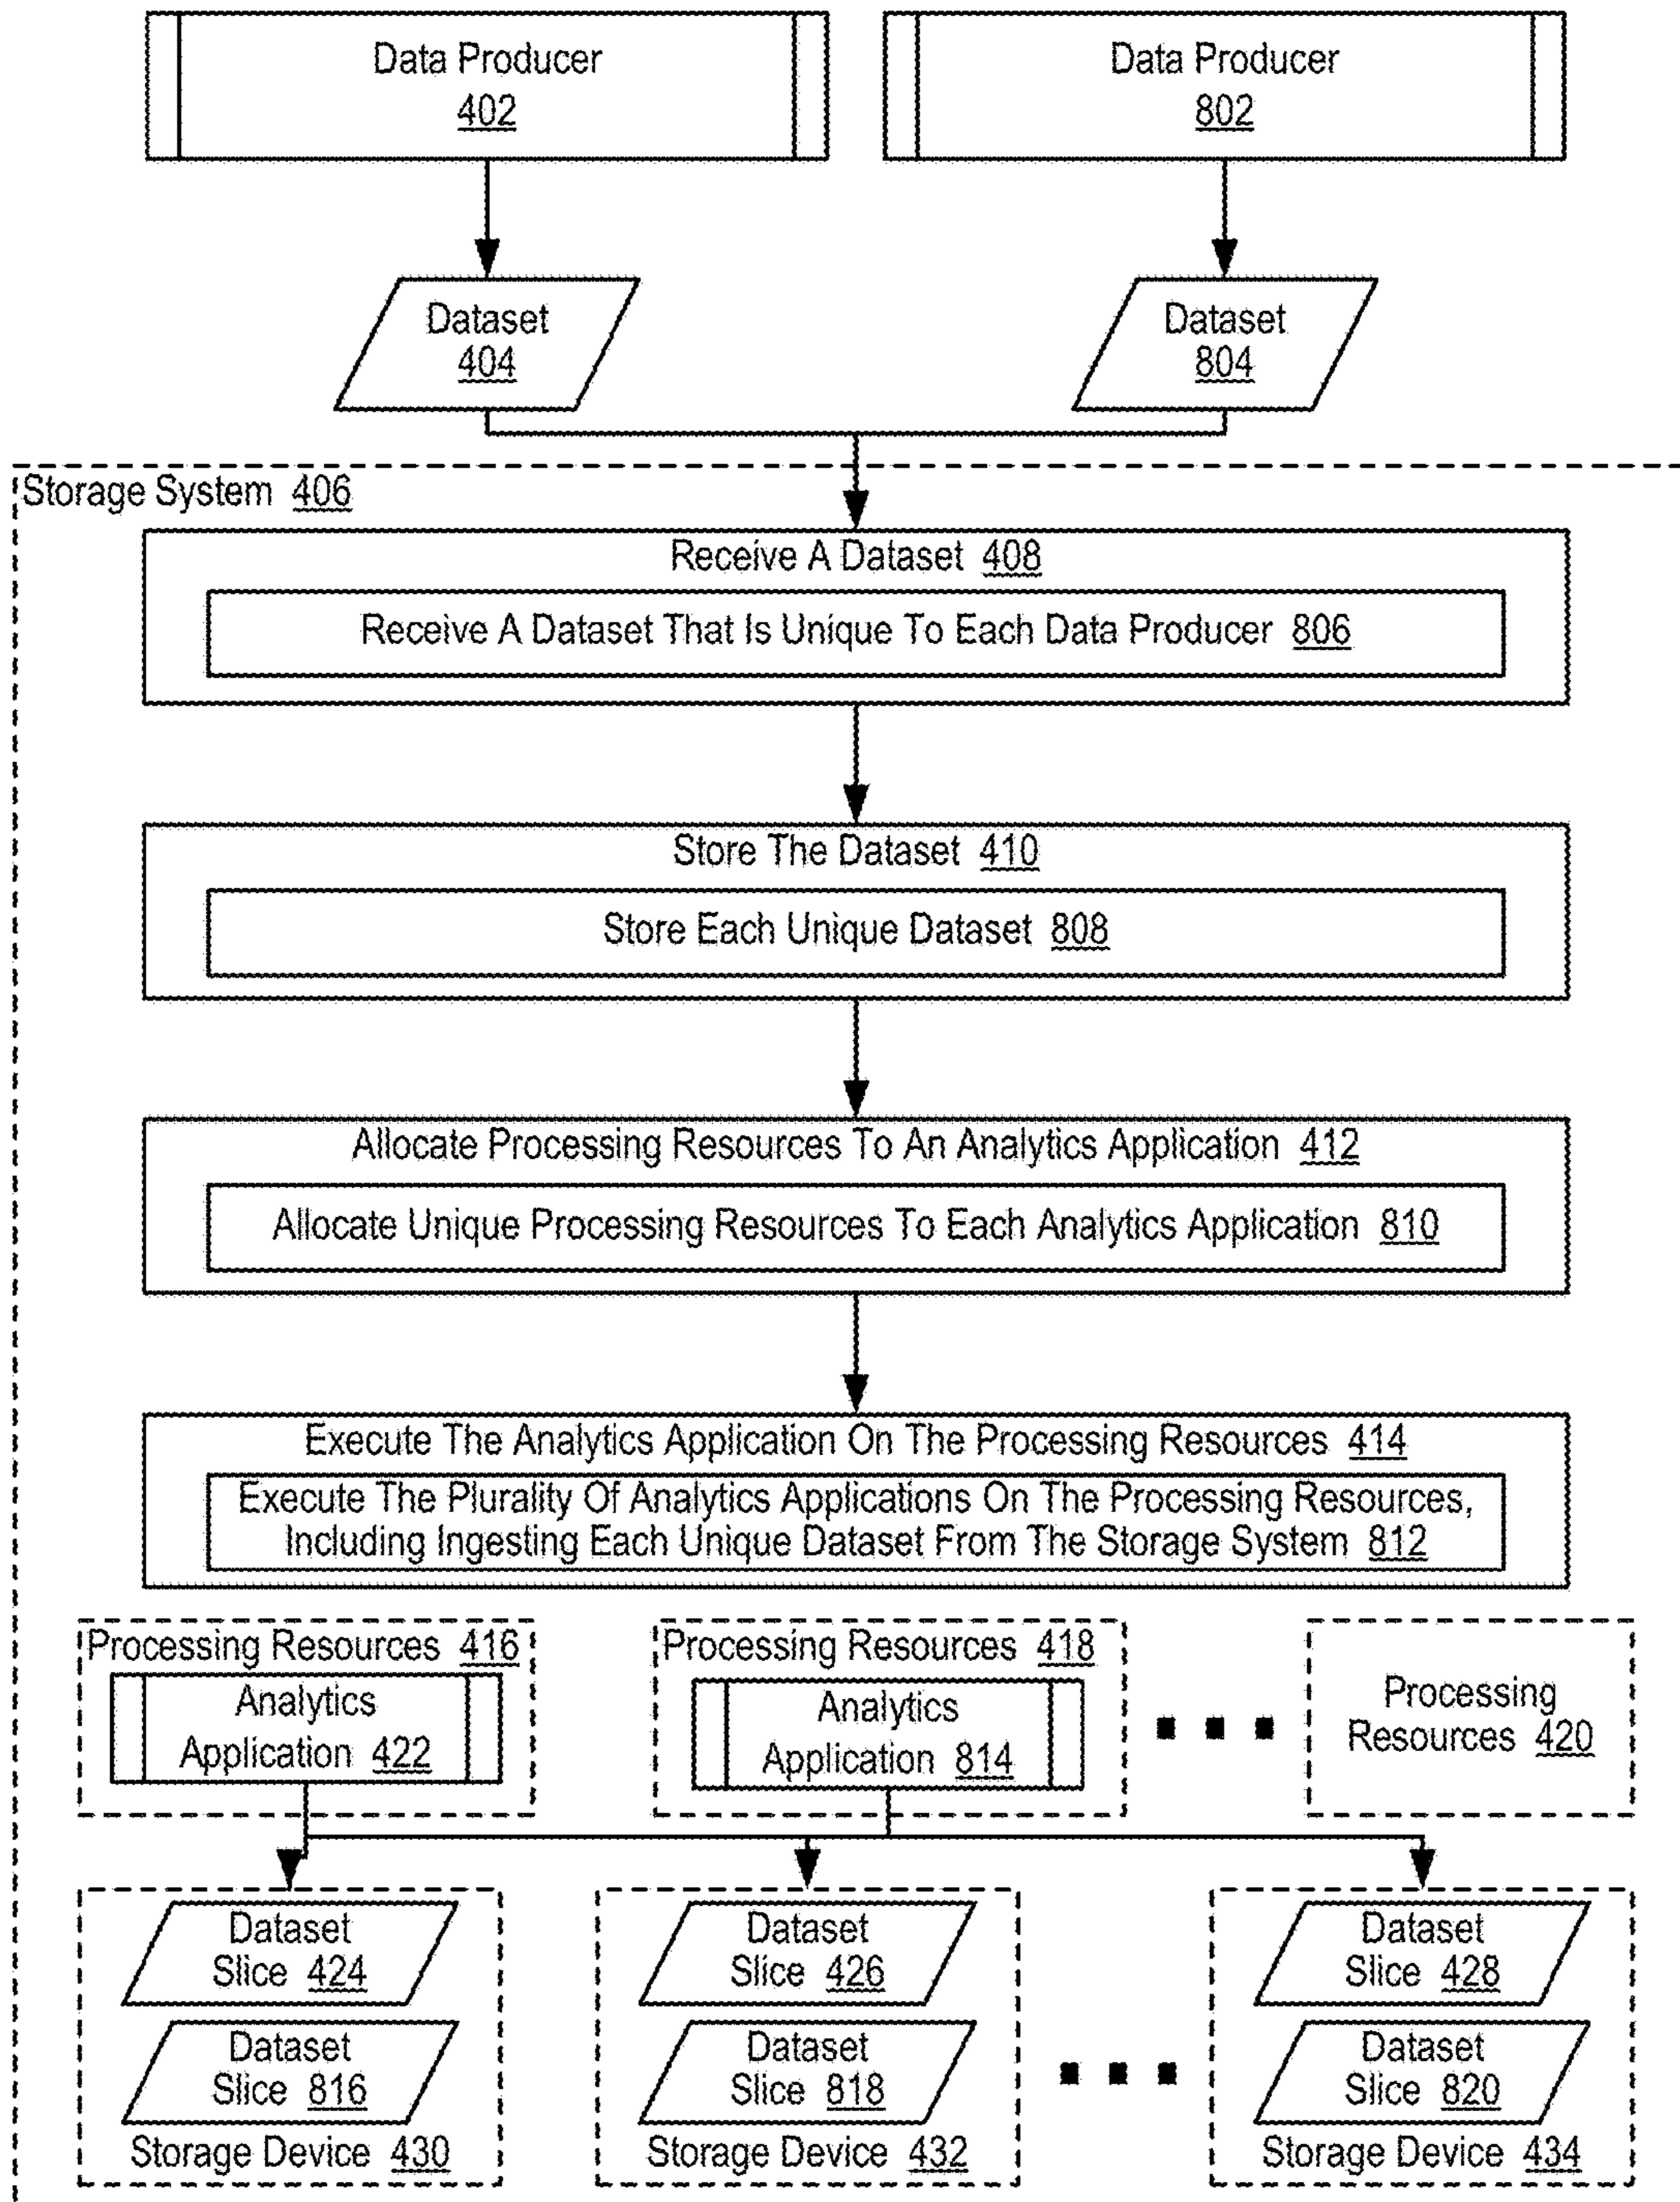 Data Producer
402
Data Producer
802
Dataset
404
Dataset
804
Storage System 406
Receive A Dataset 408
Receive A Dataset That Is Unique To Each Data Producer 806
Store The Dataset 410
Store Each Unique Dataset 808
Allocate Processing Resources To An Analytics Application 412
Allocate Unique Processing Resources To Each Analytics Application 810
Execute The Analytics Application On The Processing Resources 414
Execute The Plurality Of Analytics Applications On The Processing Resources,
Including Ingesting Each Unique Dataset From The Storage System 812
Processing Resources 416
Analytics
Application 422
Processing Resources 418
Analytics
Application 814
Processing
Resources 420
Dataset
Slice 424
Dataset
Slice 816
Storage Device 430
Dataset
Slice 426
Dataset
Slice 818
Storage Device 432
Dataset
Slice 428
Dataset
Slice 820
Storage Device 434